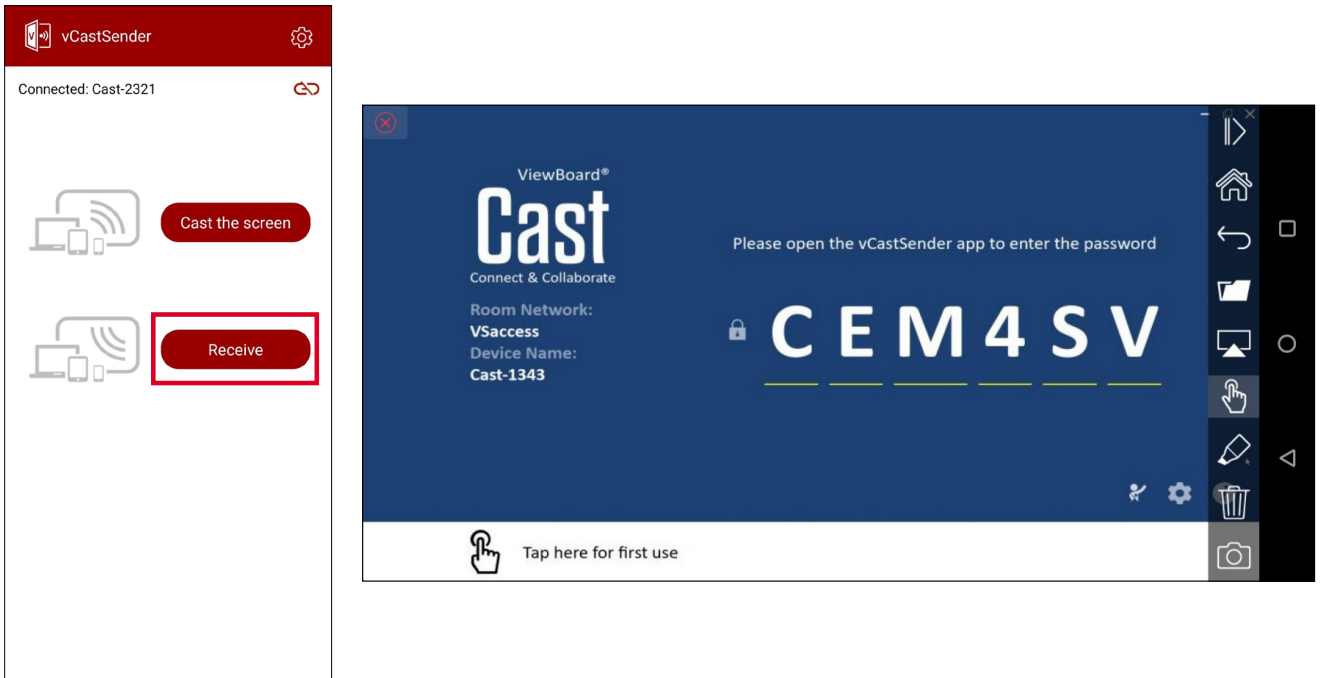 vCastSender
Connected: Cast-2321
Cast the screen
Receive
ViewBoard®
Cast
Connect & Collaborate
Room Network:
VSaccess
Device Name:
Cast-1343
Please open the vCastSender app to enter the password
C E M 4 S V
Tap here for first use